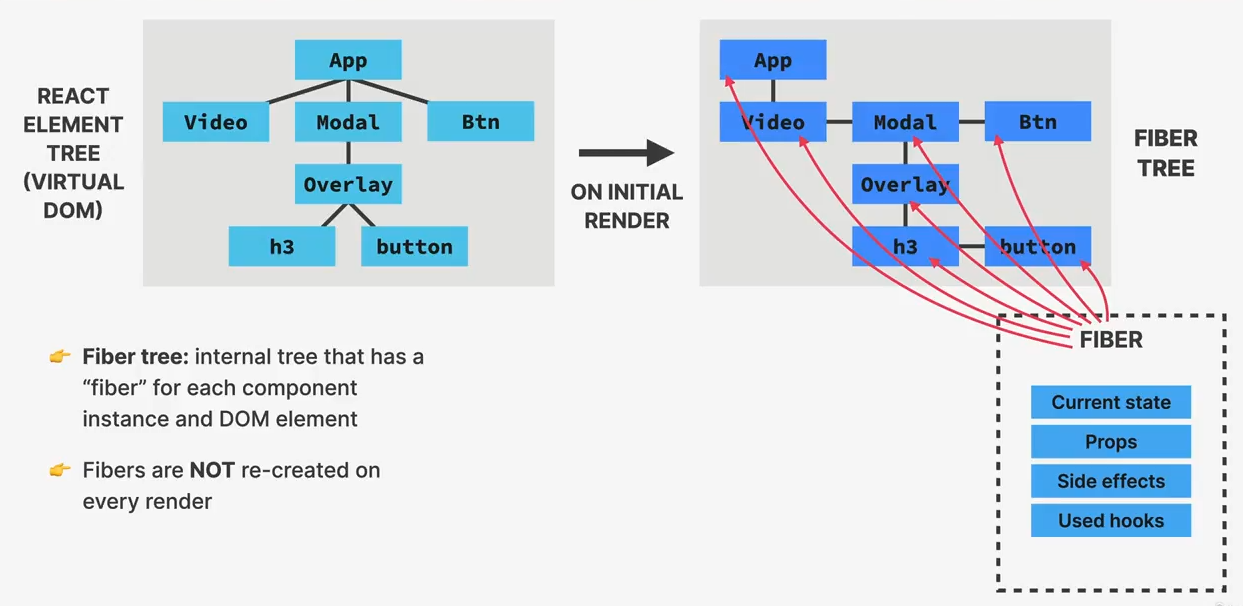 REACT
ELEMENT
TREE
(VIRTUAL
DOM)
App
Video
Modal
Btn
Overlay
h3
button
ON INITIAL
RENDER
App
Video
Modal
Btn
Overlay
h3
button
FIBER
TREE
👉 Fiber tree: internal tree that has a
“fiber” for each component
instance and DOM element
👉 Fibers are NOT re-created on
every render
FIBER
Current state
Props
Side effects
Used hooks